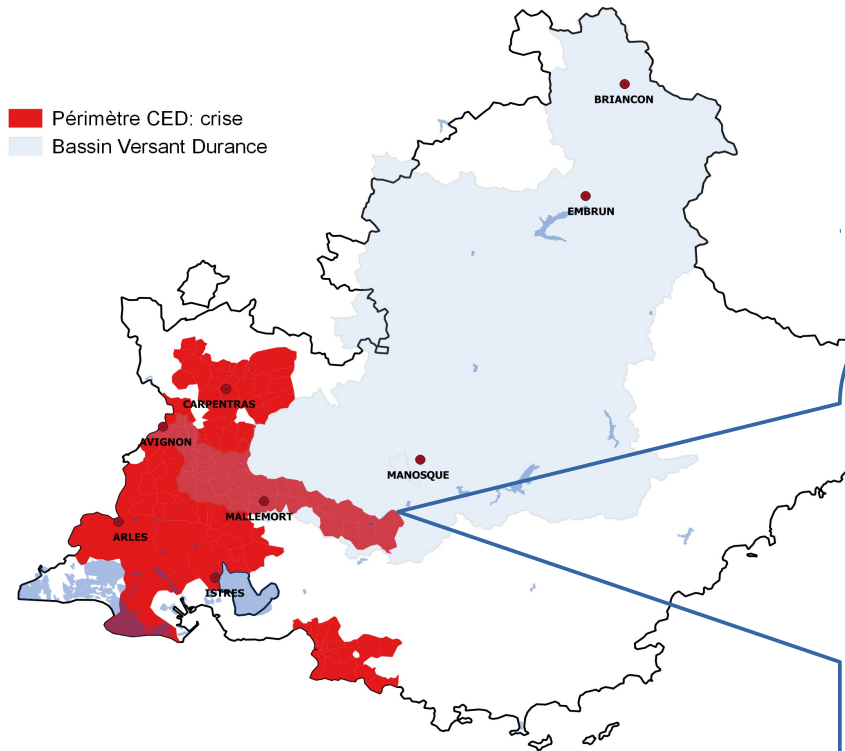 BRIANCON
Périmètre CED: crise
Bassin Versant Durance
EMBRUN
CARPENTRAS
AVIGNON
MANOSQUE
MALLEMORT
ARLES
ISTRES